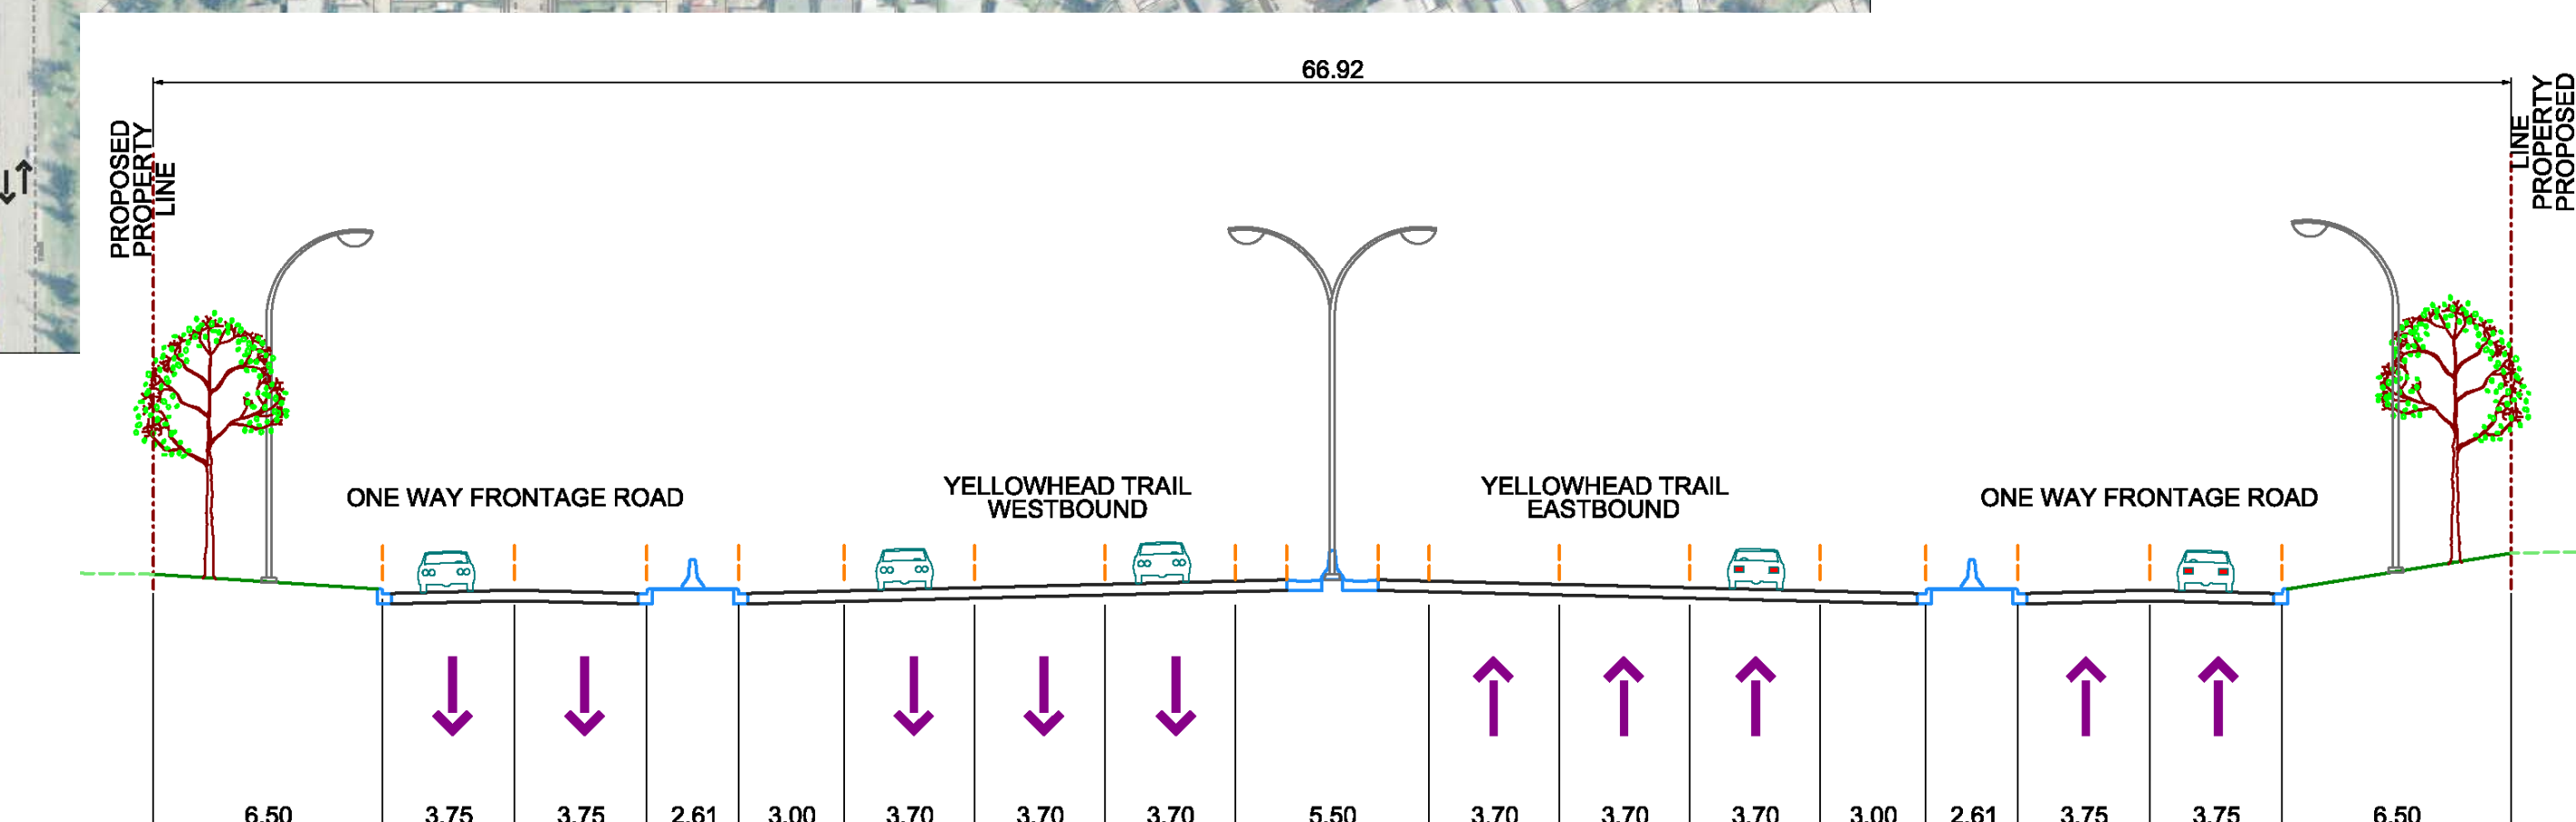 66.92
PROPOSED
PROPERTY
LINE
LINE
PROPERTY
PROPOSED
ONE WAY FRONTAGE ROAD
YELLOWHEAD TRAIL
WESTBOUND
YELLOWHEAD TRAIL
EASTBOUND
ONE WAY FRONTAGE ROAD
6.50 3.75 3.75 2.61 3.00 3.70 3.70 3.70 5.50 3.70 3.70 3.70 3.00 2.61 3.75 3.75 6.50